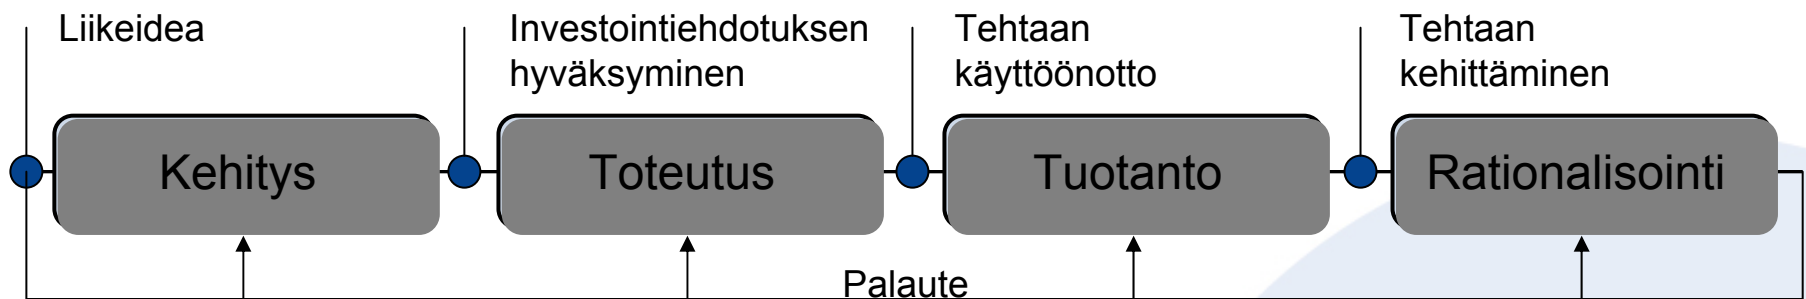 Liikeidea
Investointiehdotuksen
hyväksyminen
Tehtaan
käyttöönotto
Tehtaan
kehittäminen
Kehitys
Toteutus
Tuotanto
Rationalisointi
Palaute